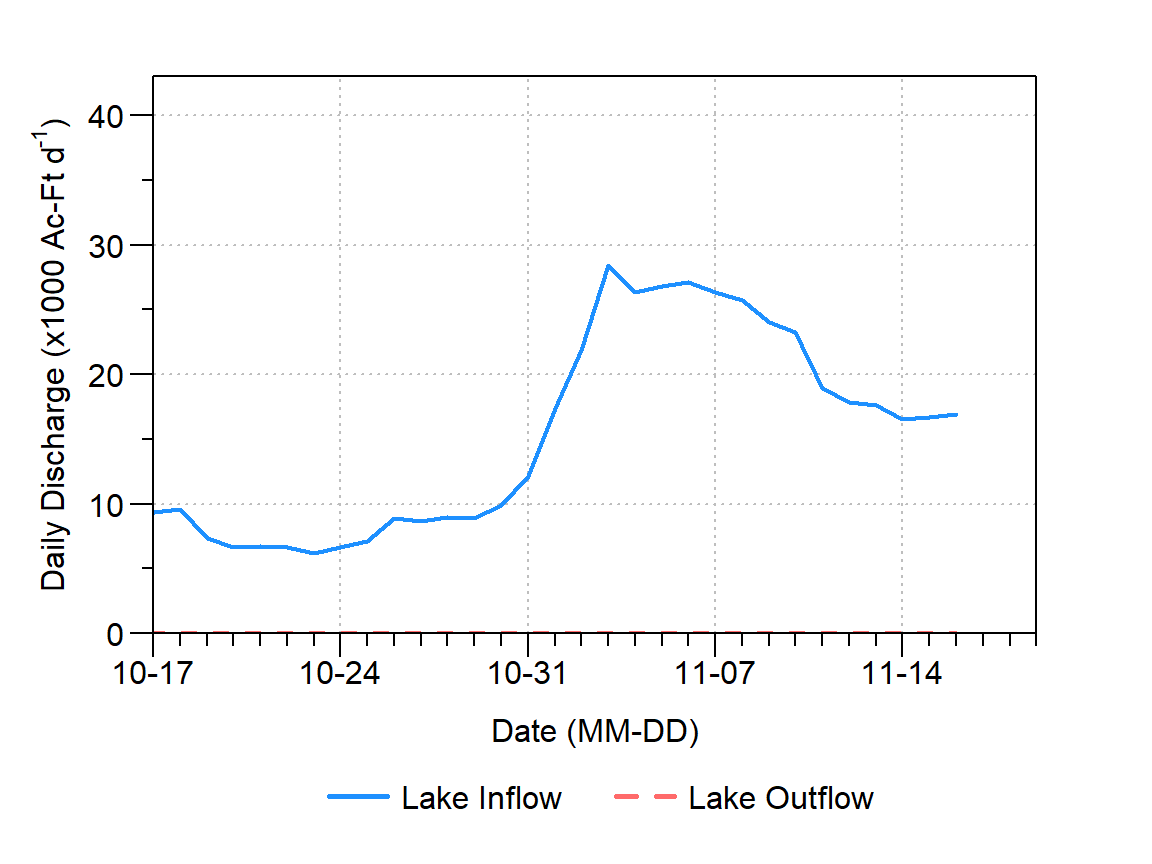 Daily Discharge (x1000 Ac-Ft d⁻¹)
40
30
20
10
0
10-17 10-24 10-31 11-07 11-14
Date (MM-DD)
Lake Inflow Lake Outflow